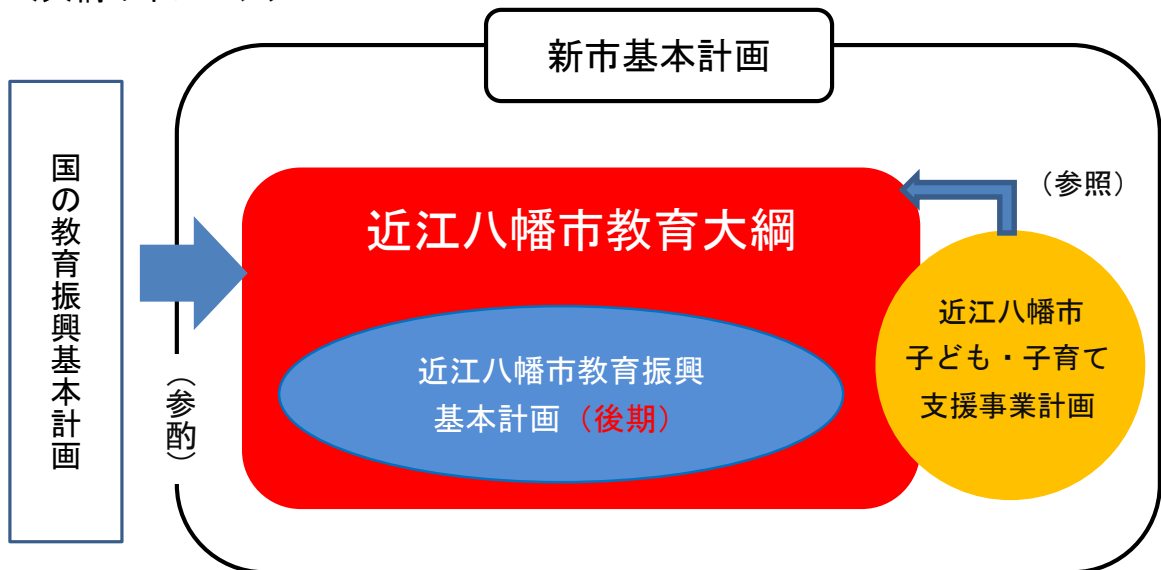 新市基本計画
国の教育振興基本計画
（参照）
近江八幡市教育大綱
近江八幡市
子ども・子育て
支援事業計画
近江八幡市教育振興
基本計画（後期）
（参酌）